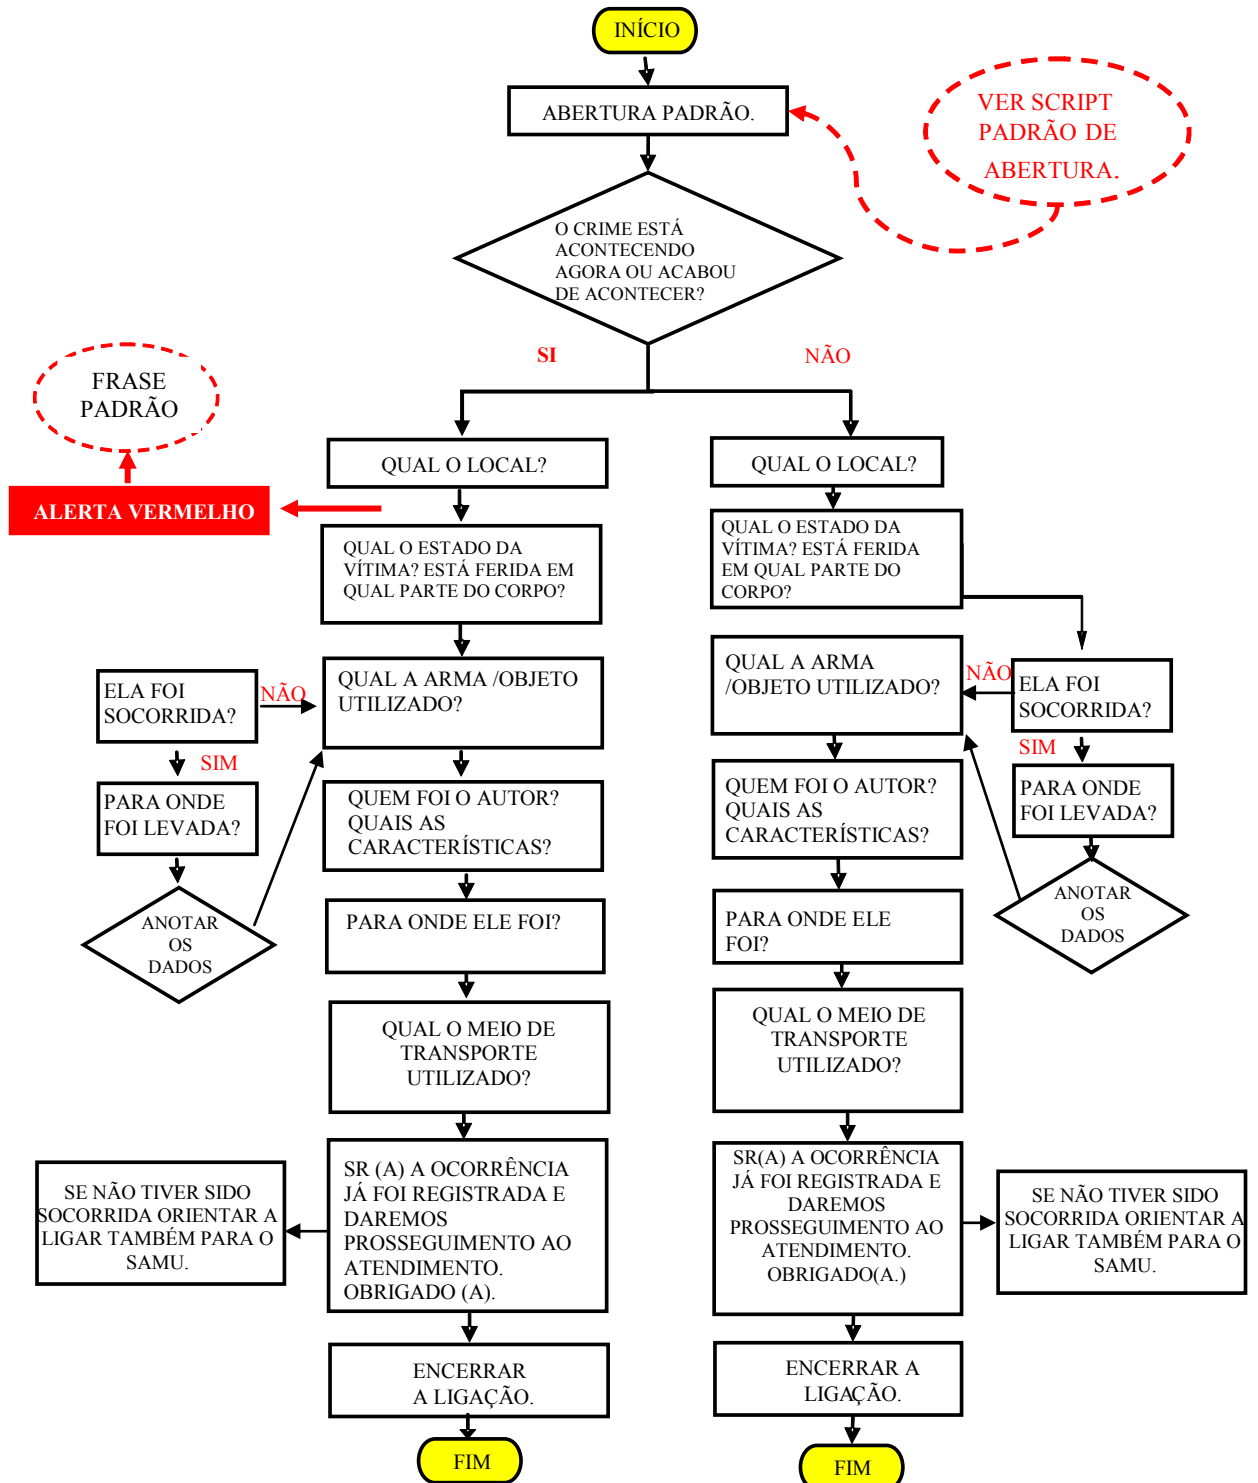 INÍCIO
ABERTURA PADRÃO.
VER SCRIPT
PADRÃO DE
ABERTURA.
O CRIME ESTÁ
ACONTECENDO
AGORA OU ACABOU
DE ACONTECER?
SI
NÃO
FRASE
PADRÃO
ALERTA VERMELHO
QUAL O LOCAL?
QUAL O ESTADO DA
VÍTIMA? ESTÁ FERIDA EM
QUAL PARTE DO CORPO?
ELA FOI
SOCORRIDA?
NÃO
SIM
PARA ONDE
FOI LEVADA?
ANOTAR
OS
DADOS
QUAL A ARMA /OBJETO
UTILIZADO?
QUEM FOI O AUTOR?
QUAIS AS
CARACTERÍSTICAS?
PARA ONDE ELE FOI?
QUAL O MEIO DE
TRANSPORTE
UTILIZADO?
SR (A) A OCORRÊNCIA
JÁ FOI REGISTRADA E
DAREMOS
PROSSEGUIMENTO AO
ATENDIMENTO.
OBRIGADO (A).
SE NÃO TIVER SIDO
SOCORRIDA ORIENTAR A
LIGAR TAMBÉM PARA O
SAMU.
ENCERRAR
A LIGAÇÃO.
FIM
QUAL O LOCAL?
QUAL O ESTADO DA
VÍTIMA? ESTÁ FERIDA
EM QUAL PARTE DO
CORPO?
QUAL A ARMA
/OBJETO UTILIZADO?
NÃO
ELA FOI
SOCORRIDA?
SIM
PARA ONDE
FOI LEVADA?
ANOTAR
OS
DADOS
QUEM FOI O AUTOR?
QUAIS AS
CARACTERÍSTICAS?
PARA ONDE ELE
FOI?
QUAL O MEIO DE
TRANSPORTE
UTILIZADO?
SR(A) A OCORRÊNCIA
JÁ FOI REGISTRADA E
DAREMOS
PROSSEGUIMENTO AO
ATENDIMENTO.
OBRIGADO(A.)
SE NÃO TIVER SIDO
SOCORRIDA ORIENTAR A
LIGAR TAMBÉM PARA O
SAMU.
ENCERRAR A
LIGAÇÃO.
FIM